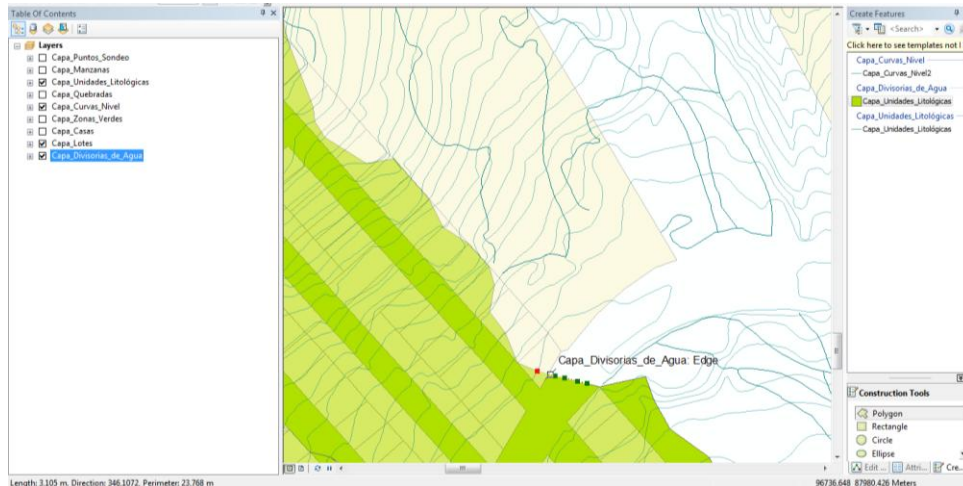 Table Of Contents
Layers
Capa_Puntos_Sondeo
Capa_Manzanas
Capa_Unidades_Litológicas
Capa_Quebradas
Capa_Curvas_Nivel
Capa_Zonas_Verdes
Capa_Casas
Capa_Lotes
Capa_Divisorias_de_Agua
Capa_Divisorias_de_Agua: Edge
Create Features
<Search>
Click here to see templates not i
Capa_Curvas_Nivel
Capa_Curvas_Nivel2
Capa_Divisorias_de_Agua
Capa_Unidades_Litológicas
Capa_Unidades_Litológicas
Capa_Unidades_Litológicas
Construction Tools
Polygon
Rectangle
Circle
Ellipse
Edit ... Attri... Cre...
Length: 3.105 m, Direction: 346.1072, Perimeter: 23.768 m
96736.648 87980.426 Meters